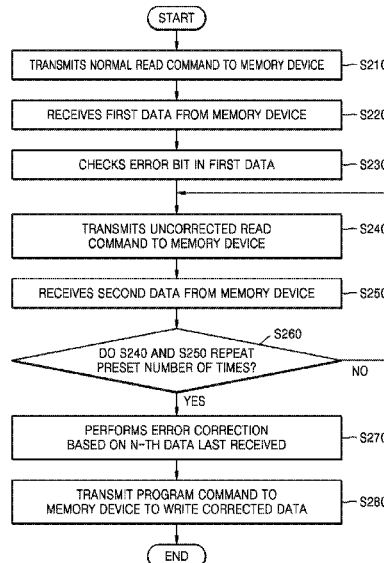 START
TRANSMITS NORMAL READ COMMAND TO MEMORY DEVICE
S210
RECEIVES FIRST DATA FROM MEMORY DEVICE
S220
CHECKS ERROR BIT IN FIRST DATA
S230
TRANSMITS UNCORRECTED READ
COMMAND TO MEMORY DEVICE
S240
RECEIVES SECOND DATA FROM MEMORY DEVICE
S250
S260
DO S240 AND S250 REPEAT
PRESET NUMBER OF TIMES?
NO
YES
PERFORMS ERROR CORRECTION
BASED ON N-TH DATA LAST RECEIVED
S270
TRANSMIT PROGRAM COMMAND TO
MEMORY DEVICE TO WRITE CORRECTED DATA
S280
END